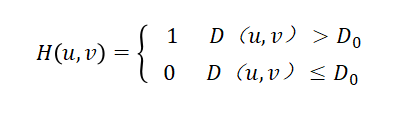 H(u,v) = { 1 D（u,v）> D₀
0 D（u,v）≤ D₀